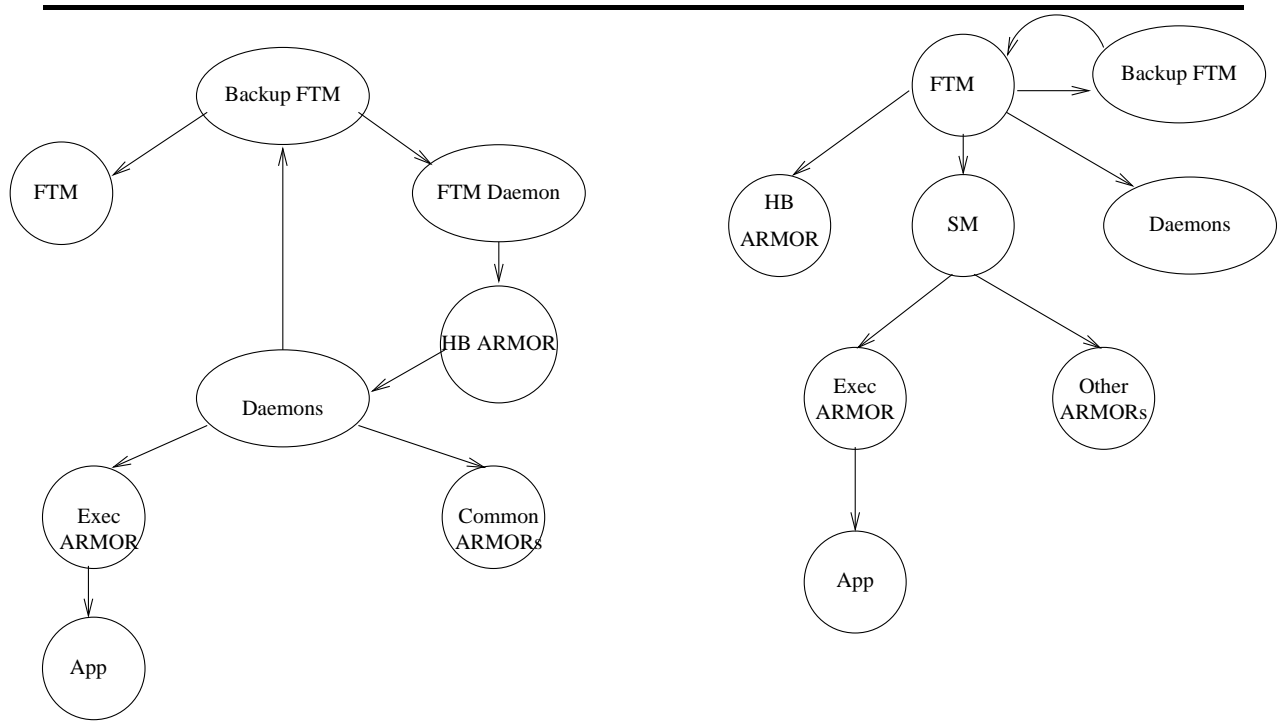 Backup FTM
FTM
FTM Daemon
HB ARMOR
Daemons
Exec
ARMOR
Common
ARMORs
App
FTM
Backup FTM
HB
ARMOR
SM
Daemons
Exec
ARMOR
Other
ARMORs
App